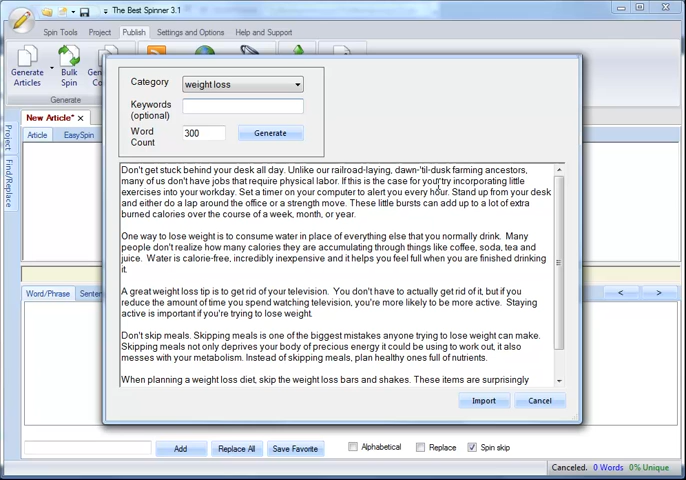 The Best Spinner 3.1
Spin Tools Project Publish Settings and Options Help and Support
Generate Articles
Bulk Spin
Generate
New Article*
Article EasySpin
Project
Find/Replace
Category weight loss
Keywords (optional)
Word Count 300 Generate
Don't get stuck behind your desk all day. Unlike our railroad-laying, dawn-'til-dusk farming ancestors,
many of us don't have jobs that require physical labor. If this is the case for you, try incorporating little
exercises into your workday. Set a timer on your computer to alert you every hour. Stand up from your desk
and either do a lap around the office or a strength move. These little bursts can add up to a lot of extra
burned calories over the course of a week, month, or year.
One way to lose weight is to consume water in place of everything else that you normally drink. Many
people don't realize how many calories they are accumulating through things like coffee, soda, tea and
juice. Water is calorie-free, incredibly inexpensive and it helps you feel full when you are finished drinking
it.
A great weight loss tip is to get rid of your television. You don't have to actually get rid of it, but if you
reduce the amount of time you spend watching television, you're more likely to be more active. Staying
active is important if you're trying to lose weight.
Don't skip meals. Skipping meals is one of the biggest mistakes anyone trying to lose weight can make.
Skipping meals not only deprives your body of precious energy it could be using to work out, it also
messes with your metabolism. Instead of skipping meals, plan healthy ones full of nutrients.
When planning a weight loss diet, skip the weight loss bars and shakes. These items are surprisingly
Word/Phrase
< >
Import Cancel
Add Replace All Save Favorite Alphabetical Replace Spin skip
Canceled. 0 Words 0% Unique